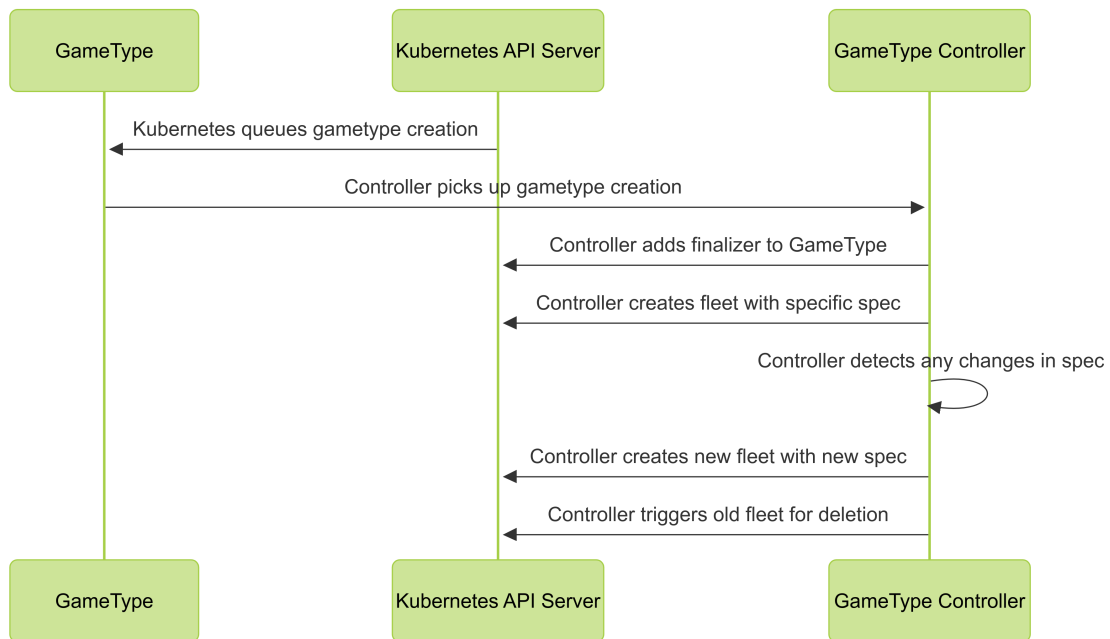 GameType
Kubernetes API Server
GameType Controller
Kubernetes queues gametype creation
Controller picks up gametype creation
Controller adds finalizer to GameType
Controller creates fleet with specific spec
Controller detects any changes in spec
Controller creates new fleet with new spec
Controller triggers old fleet for deletion
GameType
Kubernetes API Server
GameType Controller